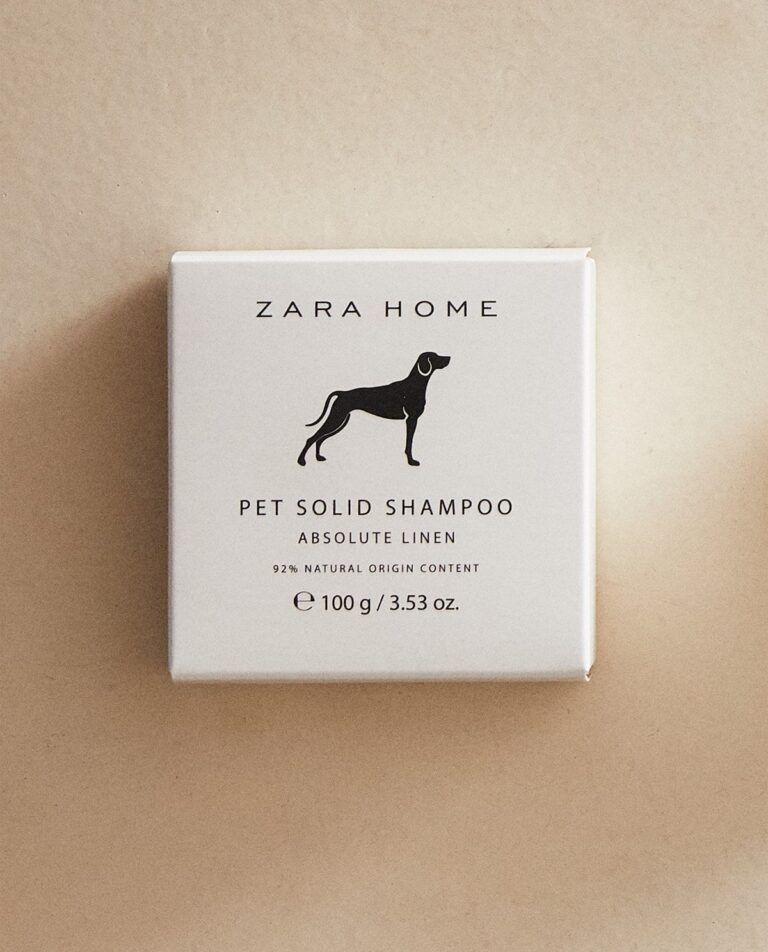 ZARA HOME
PET SOLID SHAMPOO
ABSOLUTE LINEN
92% NATURAL ORIGIN CONTENT
℮ 100 g / 3.53 oz.